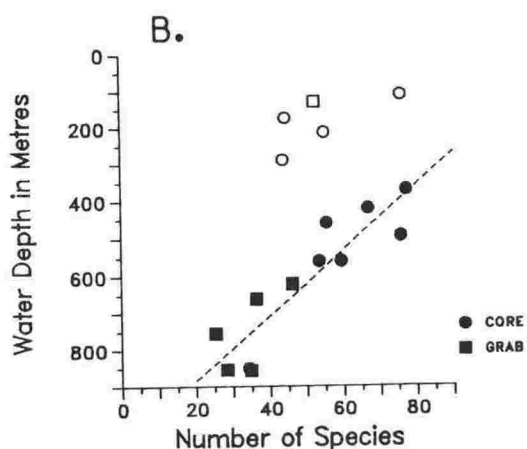 B.
0
200
400
600
800
Water Depth in Metres
0 20 40 60 80
Number of Species
CORE
GRAB